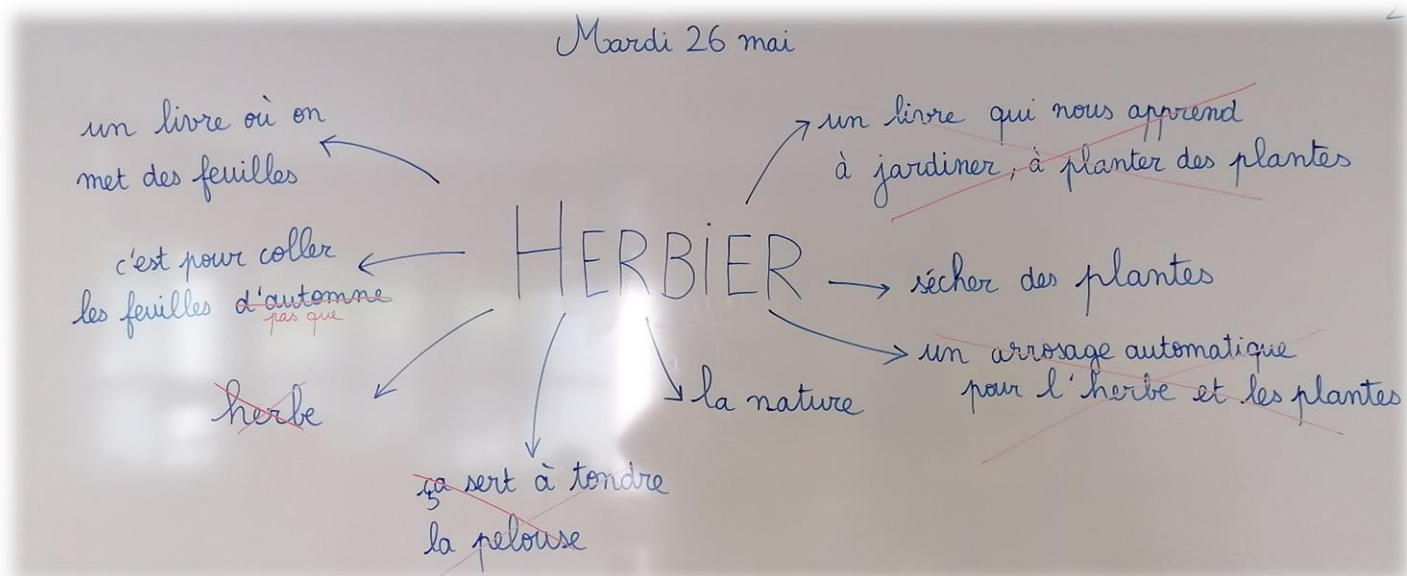 Mardi 26 mai
un livre où on
met des feuilles
un livre qui nous apprend
à jardiner, à planter des plantes
c'est pour coller
les feuilles d'automne
pas que
HERBiER
sécher des plantes
un arrosage automatique
pour l'herbe et les plantes
herbe
la nature
ça sert à tondre
la pelouse